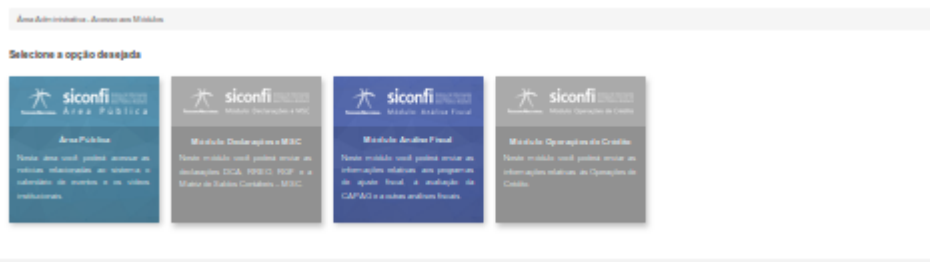 Área Administrativa - Acesso aos Módulos
Selecione a opção desejada
siconfi
Área Pública
Área Pública
Neste área você poderá acessar as
notícias relacionadas ao sistema, o
calendário de eventos e os vídeos
institucionais.
siconfi
Módulo Declarações e MSC
Módulo Declarações e MSC
Neste módulo você poderá enviar as
declarações DCA, RREO, RGF e a
Matriz de Saldos Contábeis - MSC.
siconfi
Módulo Análise Fiscal
Módulo Análise Fiscal
Neste módulo você poderá enviar as
informações relativas aos programas
de ajuste fiscal, à avaliação da
CAPAG e a outras análises fiscais.
siconfi
Módulo Operações de Crédito
Módulo Operações de Crédito
Neste módulo você poderá enviar as
informações relativas às Operações de
Crédito.